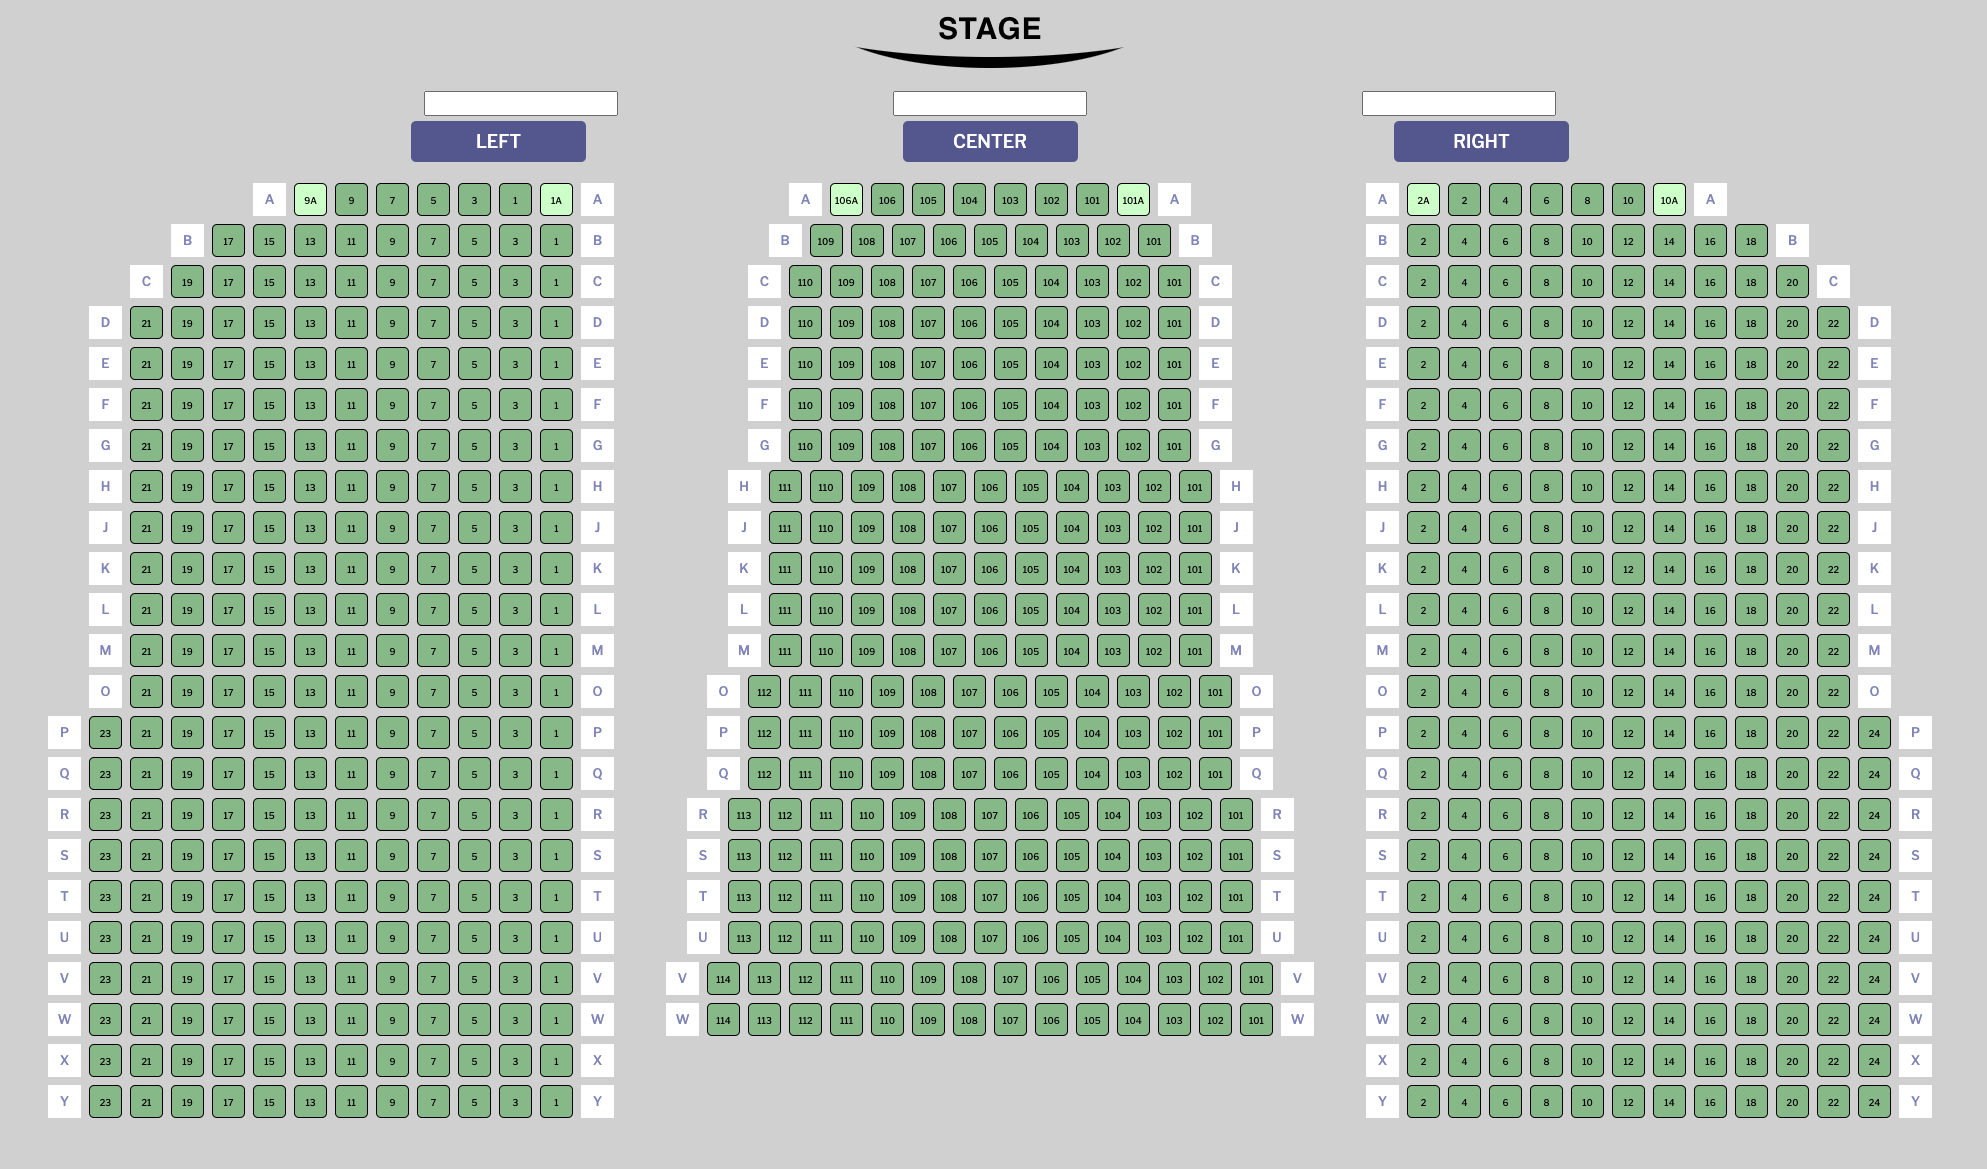 STAGE
LEFT CENTER RIGHT
A 9A 9 7 5 3 1 1A A A 106A 106 105 104 103 102 101 101A A A 2A 2 4 6 8 10 10A A
B 17 15 13 11 9 7 5 3 1 B B 109 108 107 106 105 104 103 102 101 B B 2 4 6 8 10 12 14 16 18 B
C 19 17 15 13 11 9 7 5 3 1 C C 110 109 108 107 106 105 104 103 102 101 C C 2 4 6 8 10 12 14 16 18 20 C
D 21 19 17 15 13 11 9 7 5 3 1 D D 110 109 108 107 106 105 104 103 102 101 D D 2 4 6 8 10 12 14 16 18 20 22 D
E 21 19 17 15 13 11 9 7 5 3 1 E E 110 109 108 107 106 105 104 103 102 101 E E 2 4 6 8 10 12 14 16 18 20 22 E
F 21 19 17 15 13 11 9 7 5 3 1 F F 110 109 108 107 106 105 104 103 102 101 F F 2 4 6 8 10 12 14 16 18 20 22 F
G 21 19 17 15 13 11 9 7 5 3 1 G G 110 109 108 107 106 105 104 103 102 101 G G 2 4 6 8 10 12 14 16 18 20 22 G
H 21 19 17 15 13 11 9 7 5 3 1 H H 111 110 109 108 107 106 105 104 103 102 101 H H 2 4 6 8 10 12 14 16 18 20 22 H
J 21 19 17 15 13 11 9 7 5 3 1 J J 111 110 109 108 107 106 105 104 103 102 101 J J 2 4 6 8 10 12 14 16 18 20 22 J
K 21 19 17 15 13 11 9 7 5 3 1 K K 111 110 109 108 107 106 105 104 103 102 101 K K 2 4 6 8 10 12 14 16 18 20 22 K
L 21 19 17 15 13 11 9 7 5 3 1 L L 111 110 109 108 107 106 105 104 103 102 101 L L 2 4 6 8 10 12 14 16 18 20 22 L
M 21 19 17 15 13 11 9 7 5 3 1 M M 111 110 109 108 107 106 105 104 103 102 101 M M 2 4 6 8 10 12 14 16 18 20 22 M
O 21 19 17 15 13 11 9 7 5 3 1 O O 112 111 110 109 108 107 106 105 104 103 102 101 O O 2 4 6 8 10 12 14 16 18 20 22 O
P 23 21 19 17 15 13 11 9 7 5 3 1 P P 112 111 110 109 108 107 106 105 104 103 102 101 P P 2 4 6 8 10 12 14 16 18 20 22 24 P
Q 23 21 19 17 15 13 11 9 7 5 3 1 Q Q 112 111 110 109 108 107 106 105 104 103 102 101 Q Q 2 4 6 8 10 12 14 16 18 20 22 24 Q
R 23 21 19 17 15 13 11 9 7 5 3 1 R R 113 112 111 110 109 108 107 106 105 104 103 102 101 R R 2 4 6 8 10 12 14 16 18 20 22 24 R
S 23 21 19 17 15 13 11 9 7 5 3 1 S S 113 112 111 110 109 108 107 106 105 104 103 102 101 S S 2 4 6 8 10 12 14 16 18 20 22 24 S
T 23 21 19 17 15 13 11 9 7 5 3 1 T T 113 112 111 110 109 108 107 106 105 104 103 102 101 T T 2 4 6 8 10 12 14 16 18 20 22 24 T
U 23 21 19 17 15 13 11 9 7 5 3 1 U U 113 112 111 110 109 108 107 106 105 104 103 102 101 U U 2 4 6 8 10 12 14 16 18 20 22 24 U
V 23 21 19 17 15 13 11 9 7 5 3 1 V V 114 113 112 111 110 109 108 107 106 105 104 103 102 101 V V 2 4 6 8 10 12 14 16 18 20 22 24 V
W 23 21 19 17 15 13 11 9 7 5 3 1 W W 114 113 112 111 110 109 108 107 106 105 104 103 102 101 W W 2 4 6 8 10 12 14 16 18 20 22 24 W
X 23 21 19 17 15 13 11 9 7 5 3 1 X X 2 4 6 8 10 12 14 16 18 20 22 24 X
Y 23 21 19 17 15 13 11 9 7 5 3 1 Y Y 2 4 6 8 10 12 14 16 18 20 22 24 Y